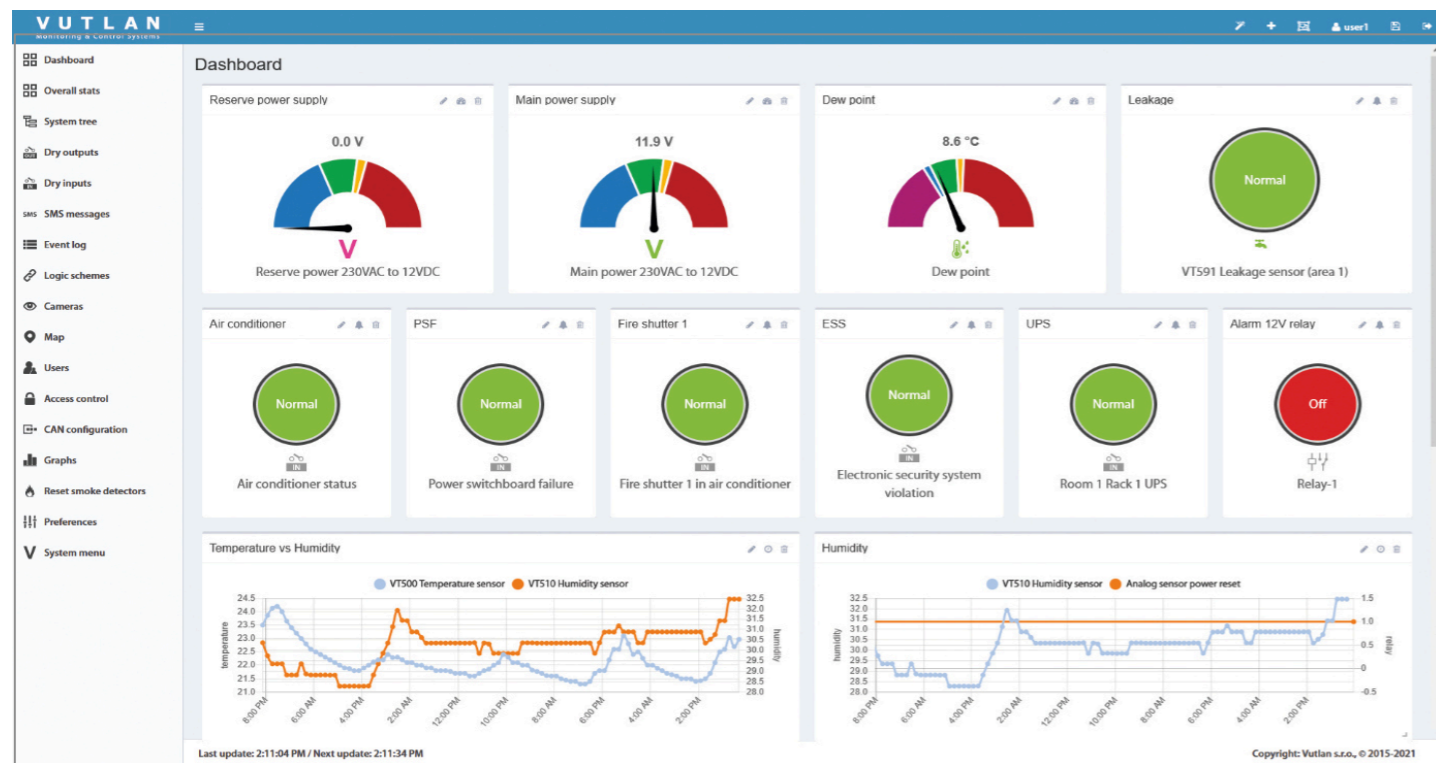 VUTLAN
Monitoring & Control Systems
user1
Dashboard
Overall stats
System tree
Dry outputs
Dry inputs
SMS SMS messages
Event log
Logic schemes
Cameras
Map
Users
Access control
CAN configuration
Graphs
Reset smoke detectors
Preferences
V System menu
Dashboard
Reserve power supply
0.0 V
V
Reserve power 230VAC to 12VDC
Main power supply
11.9 V
V
Main power 230VAC to 12VDC
Dew point
8.6 °C
Dew point
Leakage
Normal
VT591 Leakage sensor (area 1)
Air conditioner
Normal
IN
Air conditioner status
PSF
Normal
IN
Power switchboard failure
Fire shutter 1
Normal
IN
Fire shutter 1 in air conditioner
ESS
Normal
IN
Electronic security system
violation
UPS
Normal
IN
Room 1 Rack 1 UPS
Alarm 12V relay
Off
Relay-1
Temperature vs Humidity
VT500 Temperature sensor VT510 Humidity sensor
temperature
24.5
24.0
23.5
23.0
22.5
22.0
21.5
21.0
32.5
32.0
31.5
31.0
30.5
30.0
29.5
29.0
28.5
28.0
humidity
8:00 PM 6:00 AM 4:00 PM 2:00 AM 12:00 PM 10:00 PM 8:00 AM 6:00 PM 4:00 AM 2:00 PM
Humidity
VT510 Humidity sensor Analog sensor power reset
humidity
32.5
32.0
31.5
31.0
30.5
30.0
29.5
29.0
28.5
28.0
1.5
1.0
0.5
0
-0.5
relay
8:00 PM 6:00 AM 4:00 PM 2:00 AM 12:00 PM 10:00 PM 8:00 AM 6:00 PM 4:00 AM 2:00 PM
Last update: 2:11:04 PM / Next update: 2:11:34 PM
Copyright: Vutlan s.r.o., © 2015-2021